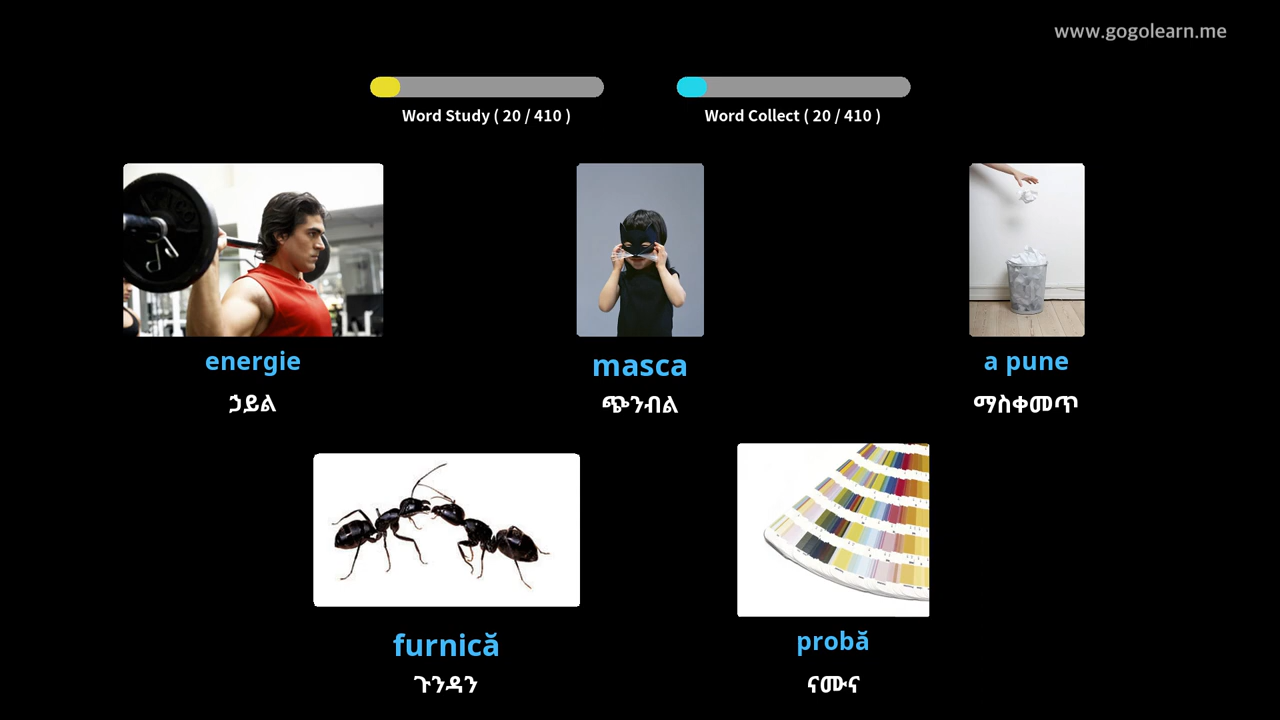 www.gogolearn.me
Word Study ( 20 / 410 )
Word Collect ( 20 / 410 )
energie
ኃይል
masca
ጭንብል
a pune
ማስቀመጥ
furnică
ጉንዳን
probă
ናሙና